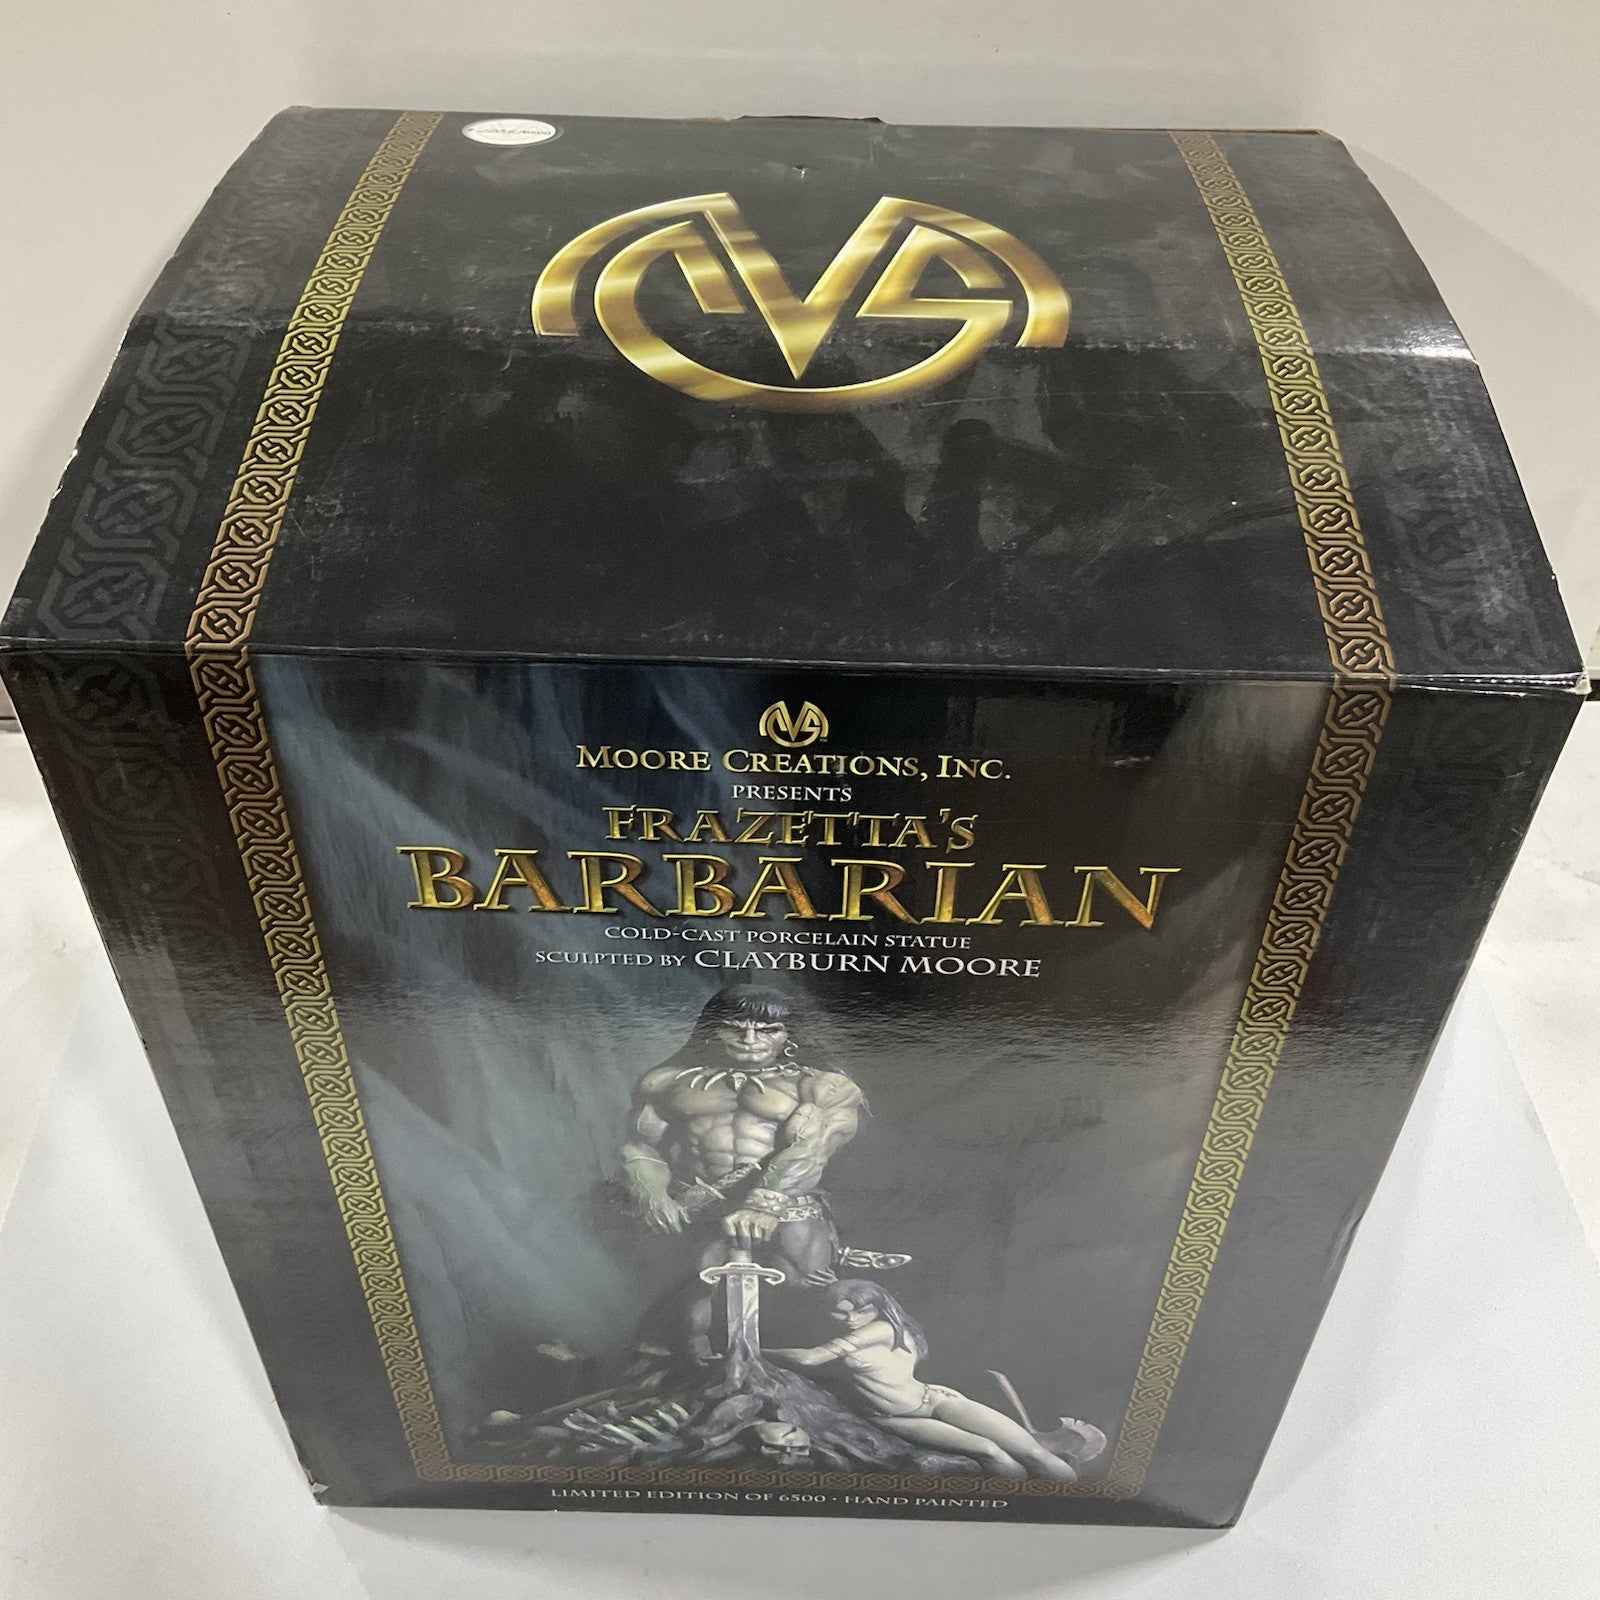 MOORE CREATIONS, INC.
PRESENTS
FRAZETTA'S
BARBARIAN
COLD-CAST PORCELAIN STATUE
SCULPTED BY CLAYBURN MOORE
LIMITED EDITION OF 6500 · HAND PAINTED